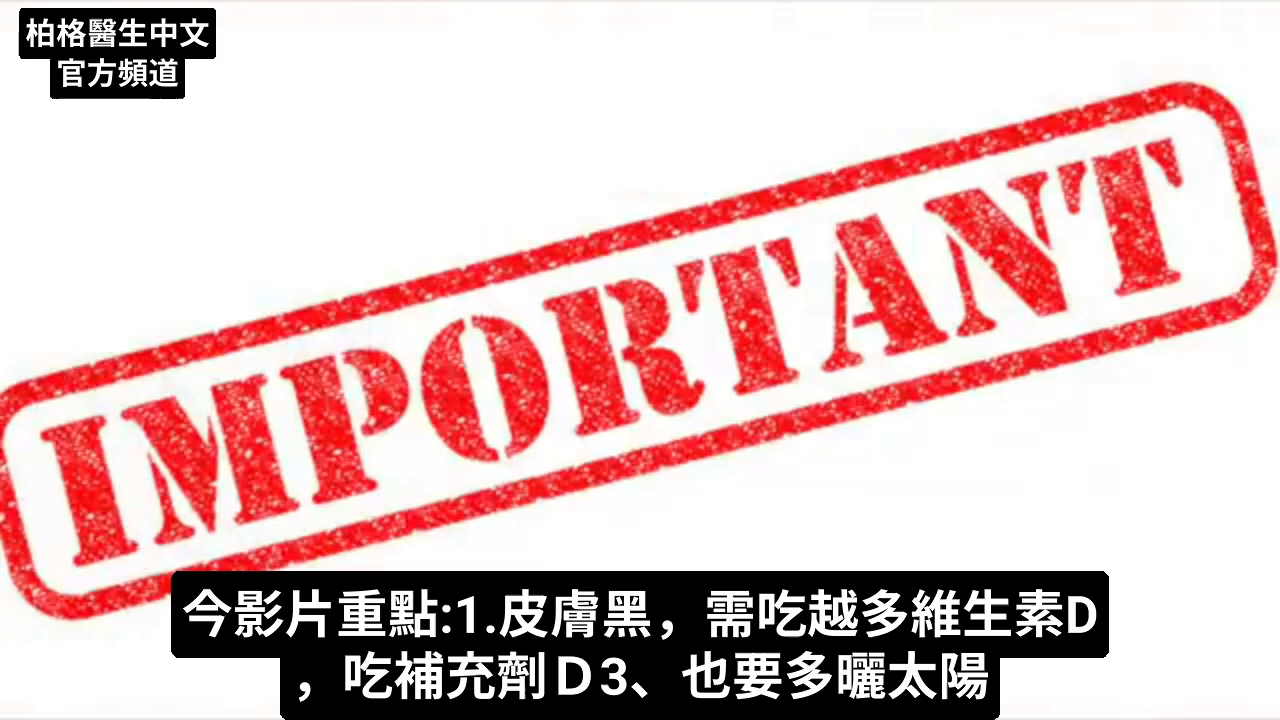 柏格醫生中文
官方頻道
IMPORTANT
今影片重點:1.皮膚黑，需吃越多維生素D
，吃補充劑Ｄ3、也要多曬太陽